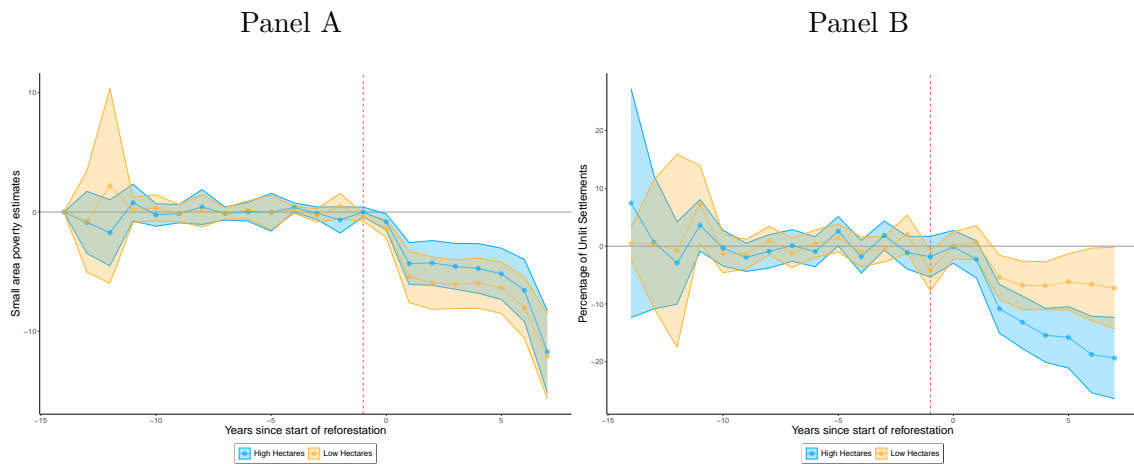 Panel A
Small area poverty estimates
10
0
−10
−15
−10
−5
0
5
Years since start of reforestation
High Hectares
Low Hectares
Panel B
Percentage of Unlit Settlements
20
10
0
−10
−20
−15
−10
−5
0
5
Years since start of reforestation
High Hectares
Low Hectares